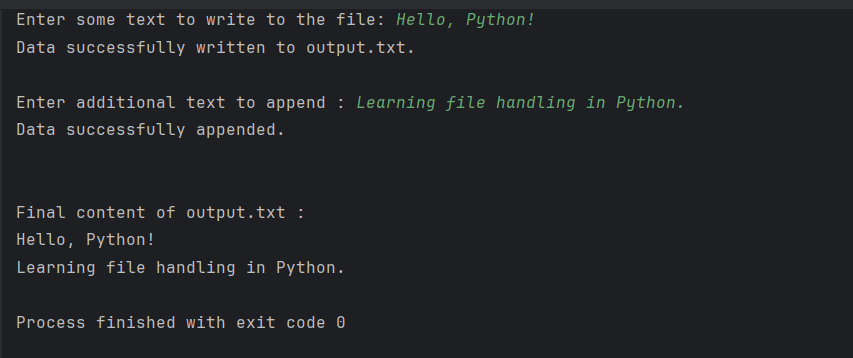 Enter some text to write to the file: Hello, Python!
Data successfully written to output.txt.
Enter additional text to append : Learning file handling in Python.
Data successfully appended.
Final content of output.txt :
Hello, Python!
Learning file handling in Python.
Process finished with exit code 0